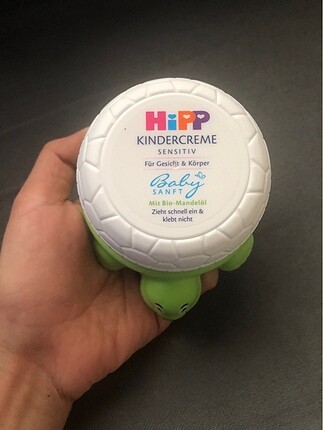 HiPP
KINDERCREME
SENSITIV
Für Gesicht & Körper
Baby
SANFT
Mit Bio-Mandelöl
Zieht schnell ein &
klebt nicht